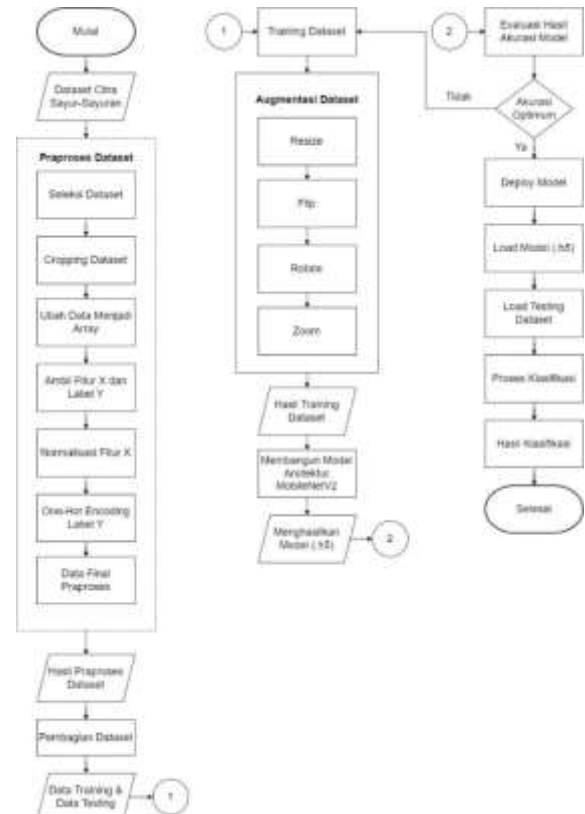 Mulai
Dataset Citra
Sayur-Sayuran
Praproses Dataset
Seleksi Dataset
Cropping Dataset
Ubah Data Menjadi
Array
Ambil Fitur X dan
Label Y
Normalisasi Fitur X
One-Hot Encoding
Label Y
Data Final
Praproses
Hasil Praproses
Dataset
Pembagian Dataset
Data Training &
Data Testing
1
1
Training Dataset
Augmentasi Dataset
Resize
Flip
Rotate
Zoom
Hasil Training
Dataset
Membangun Model
Arsitektur
MobileNetV2
Menghasilkan
Model (.h5)
2
2
Evaluasi Hasil
Akurasi Model
Tidak
Akurasi
Optimum
Ya
Deploy Model
Load Model (.h5)
Load Testing
Dataset
Proses Klasifikasi
Hasil Klasifikasi
Selesai